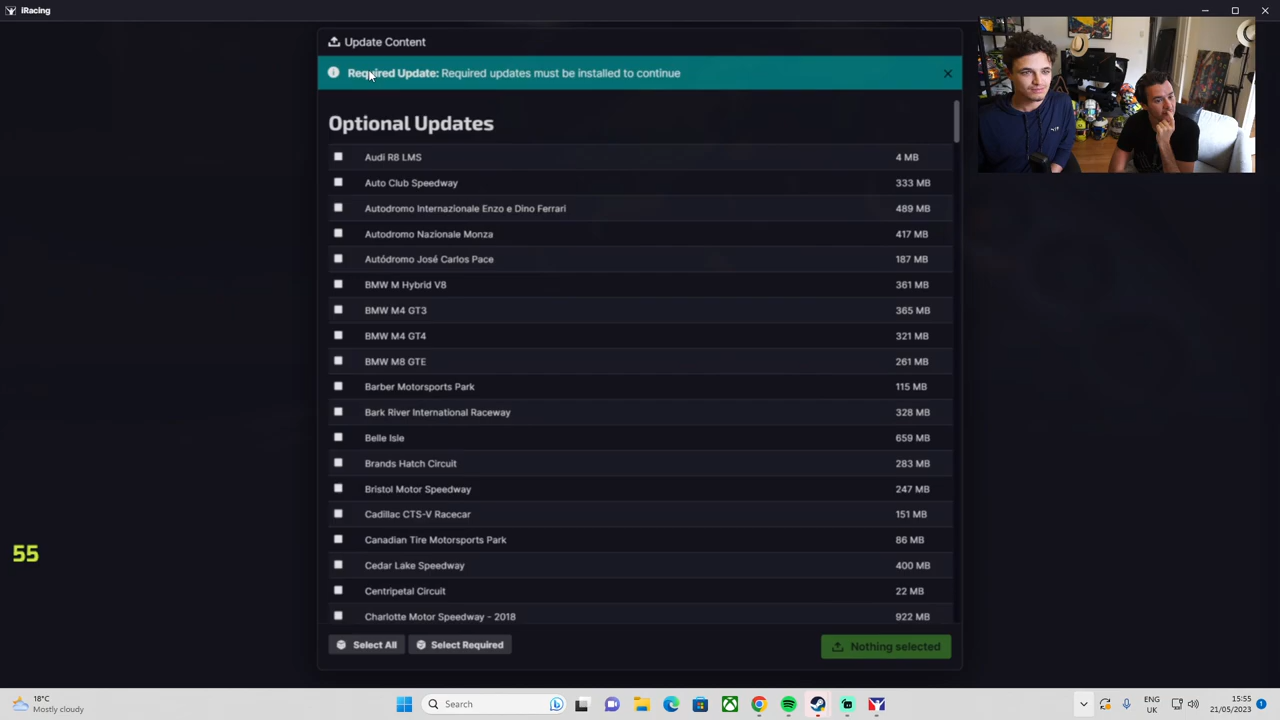 iRacing
Update Content
Required Update: Required updates must be installed to continue
Optional Updates
Audi R8 LMS 4 MB
Auto Club Speedway 333 MB
Autodromo Internazionale Enzo e Dino Ferrari 489 MB
Autodromo Nazionale Monza 417 MB
Autódromo José Carlos Pace 187 MB
BMW M Hybrid V8 361 MB
BMW M4 GT3 365 MB
BMW M4 GT4 321 MB
BMW M8 GTE 261 MB
Barber Motorsports Park 115 MB
Bark River International Raceway 328 MB
Belle Isle 659 MB
Brands Hatch Circuit 283 MB
Bristol Motor Speedway 247 MB
Cadillac CTS-V Racecar 151 MB
Canadian Tire Motorsports Park 86 MB
55
Cedar Lake Speedway 400 MB
Centripetal Circuit 22 MB
Charlotte Motor Speedway - 2018 922 MB
Select All Select Required Nothing selected
18°C
Mostly cloudy
Search
ENG
UK
15:55
21/05/2023